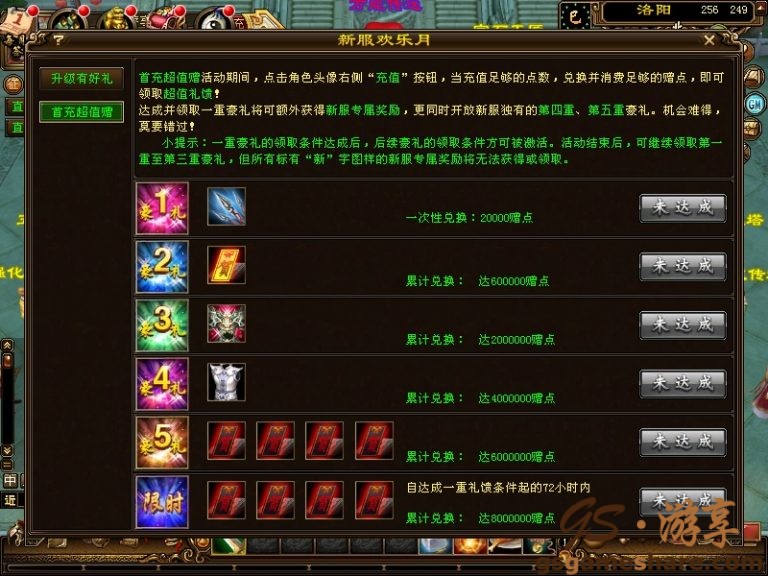 洛阳 256 249
? 新服欢乐月
升级有好礼
首充超值赠
首充超值赠活动期间，点击角色头像右侧“充值”按钮，当充值足够的点数，兑换并消费足够的赠点，即可
领取超值礼馈！
达成并领取一重豪礼将可额外获得新服专属奖励，更同时开放新服独有的第四重、第五重豪礼。机会难得，
莫要错过！
小提示：一重豪礼的领取条件达成后，后续豪礼的领取条件方可被激活。活动结束后，可继续领取第一
重至第三重豪礼，但所有标有“新”字图样的新服专属奖励将无法获得或领取。
豪1礼 一次性兑换：20000赠点 未达成
豪2礼 累计兑换： 达600000赠点 未达成
豪3礼 累计兑换： 达2000000赠点 未达成
豪4礼 累计兑换： 达4000000赠点 未达成
豪5礼 累计兑换： 达6000000赠点 未达成
限时 自达成一重礼馈条件起的72小时内
累计兑换： 达8000000赠点 未达成
GM
甲
近
GS·游享
gsgameshare.com